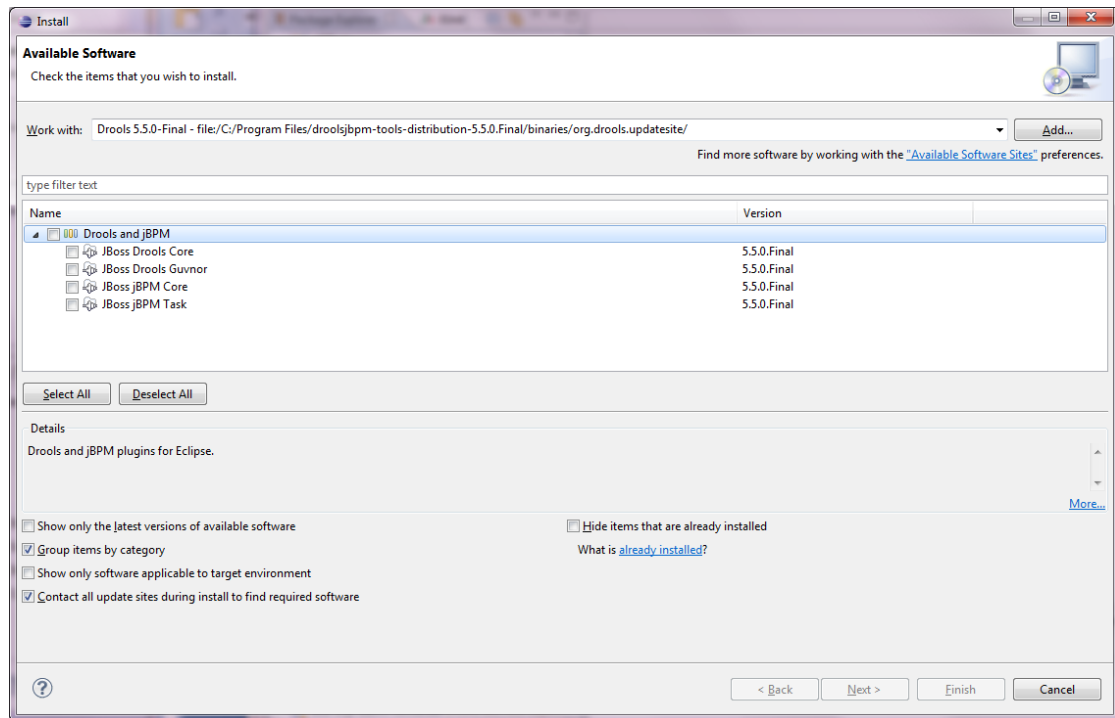 Install
Available Software
Check the items that you wish to install.
Work with: Drools 5.5.0-Final - file:/C:/Program Files/droolsjbpm-tools-distribution-5.5.0.Final/binaries/org.drools.updatesite/ Add...
Find more software by working with the "Available Software Sites" preferences.
type filter text
Name Version
Drools and jBPM
JBoss Drools Core 5.5.0.Final
JBoss Drools Guvnor 5.5.0.Final
JBoss jBPM Core 5.5.0.Final
JBoss jBPM Task 5.5.0.Final
Select All Deselect All
Details
Drools and jBPM plugins for Eclipse.
More...
Show only the latest versions of available software Hide items that are already installed
Group items by category What is already installed?
Show only software applicable to target environment
Contact all update sites during install to find required software
? < Back Next > Finish Cancel